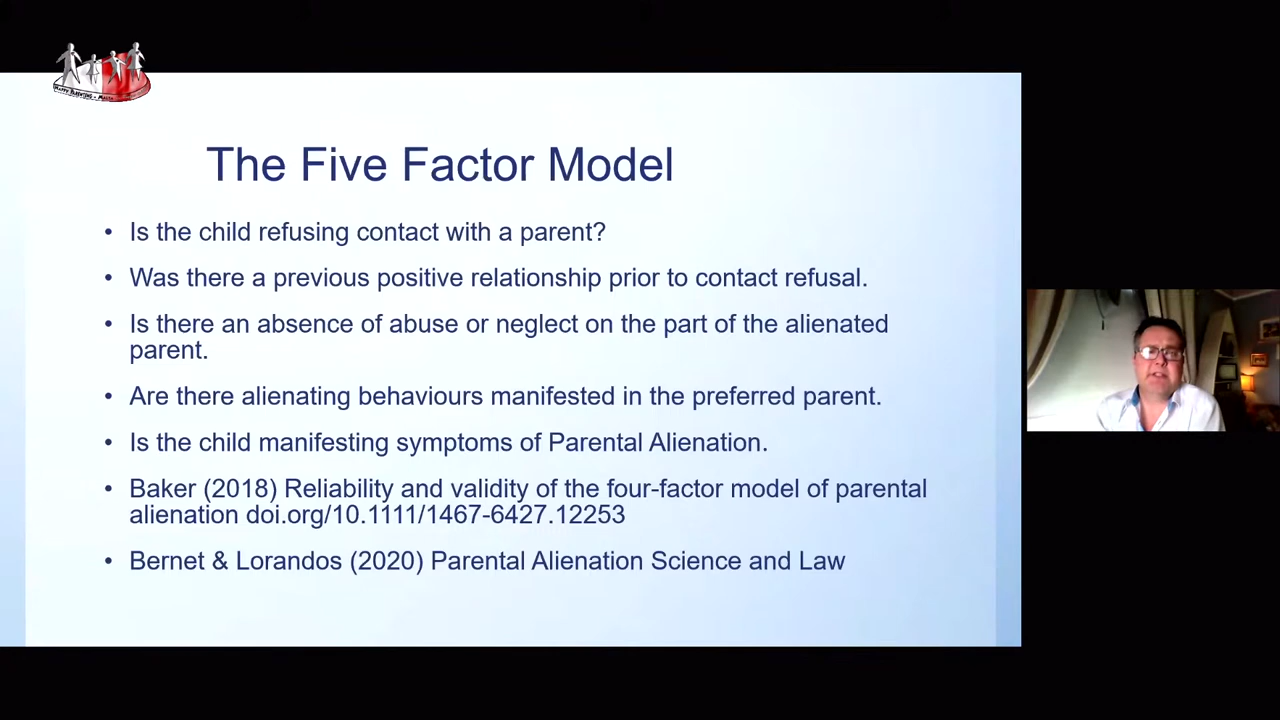 HAPPY PARENTING - MALTA
The Five Factor Model
• Is the child refusing contact with a parent?
• Was there a previous positive relationship prior to contact refusal.
• Is there an absence of abuse or neglect on the part of the alienated
parent.
• Are there alienating behaviours manifested in the preferred parent.
• Is the child manifesting symptoms of Parental Alienation.
• Baker (2018) Reliability and validity of the four-factor model of parental
alienation doi.org/10.1111/1467-6427.12253
• Bernet & Lorandos (2020) Parental Alienation Science and Law